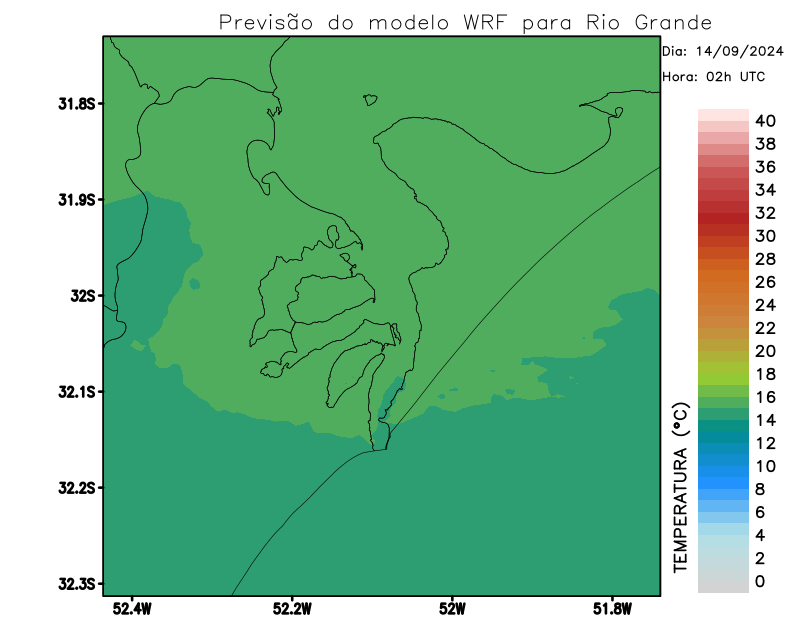 Previsão do modelo WRF para Rio Grande
Dia: 14/09/2024
Hora: 02h UTC
31.8S
31.9S
32S
32.1S
32.2S
32.3S
52.4W
52.2W
52W
51.8W
TEMPERATURA (°C)
40
38
36
34
32
30
28
26
24
22
20
18
16
14
12
10
8
6
4
2
0